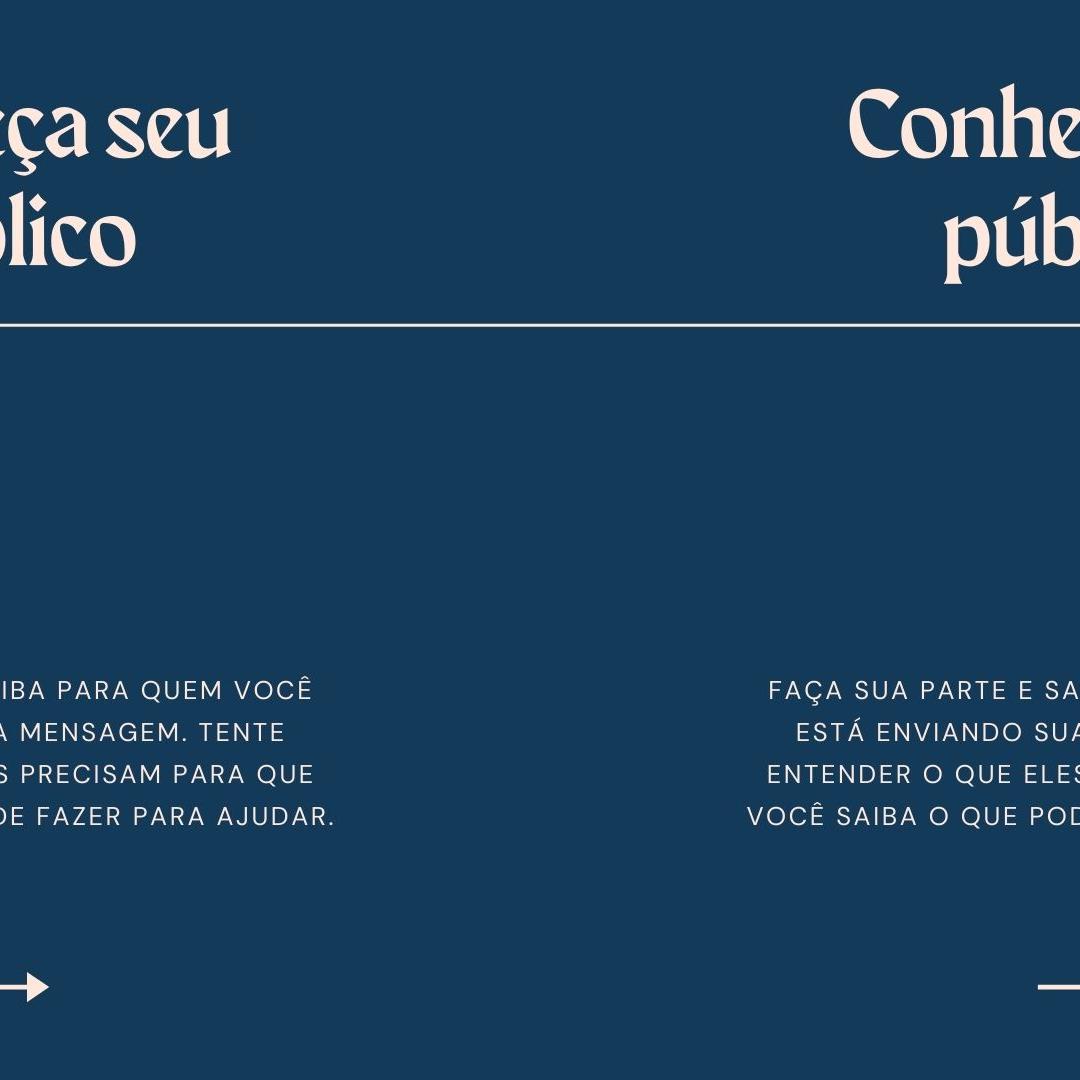 eça seu
blico
IBA PARA QUEM VOCÊ
A MENSAGEM. TENTE
S PRECISAM PARA QUE
DE FAZER PARA AJUDAR.
Conhe
púb
FAÇA SUA PARTE E SA
ESTÁ ENVIANDO SUA
ENTENDER O QUE ELES
VOCÊ SAIBA O QUE POD